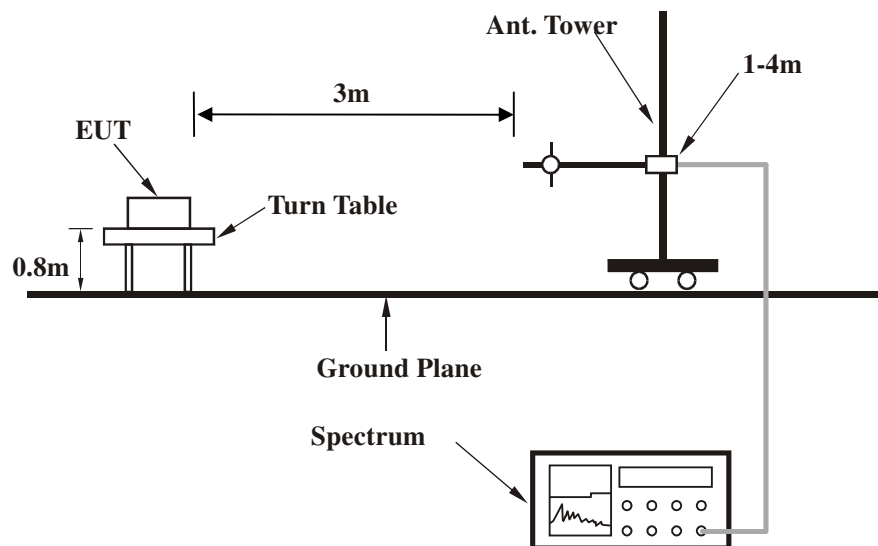 Ant. Tower
1-4m
3m
EUT
Turn Table
0.8m
Ground Plane
Spectrum